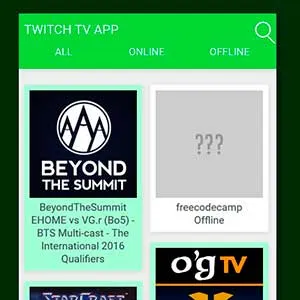 TWITCH TV APP
ALL ONLINE OFFLINE
BEYOND
THE SUMMIT
BeyondTheSummit
EHOME vs VG.r (Bo5) -
BTS Multi-cast - The
International 2016
Qualifiers
???
freecodecamp
Offline
O'G TV
STARCRAFT